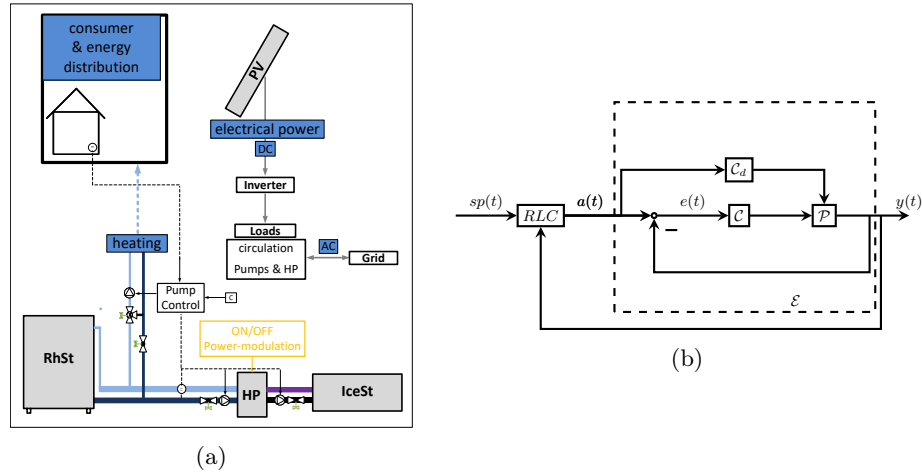 consumer
& energy
distribution
PV
electrical power
DC
Inverter
Loads
circulation
Pumps & HP
AC
Grid
heating
Pump
Control
C
ON/OFF
Power-modulation
RhSt
HP
IceSt
(a)
sp(t)
RLC
a(t)
e(t)
𝒞
𝒞_d
𝒫
y(t)
−
ℰ
(b)